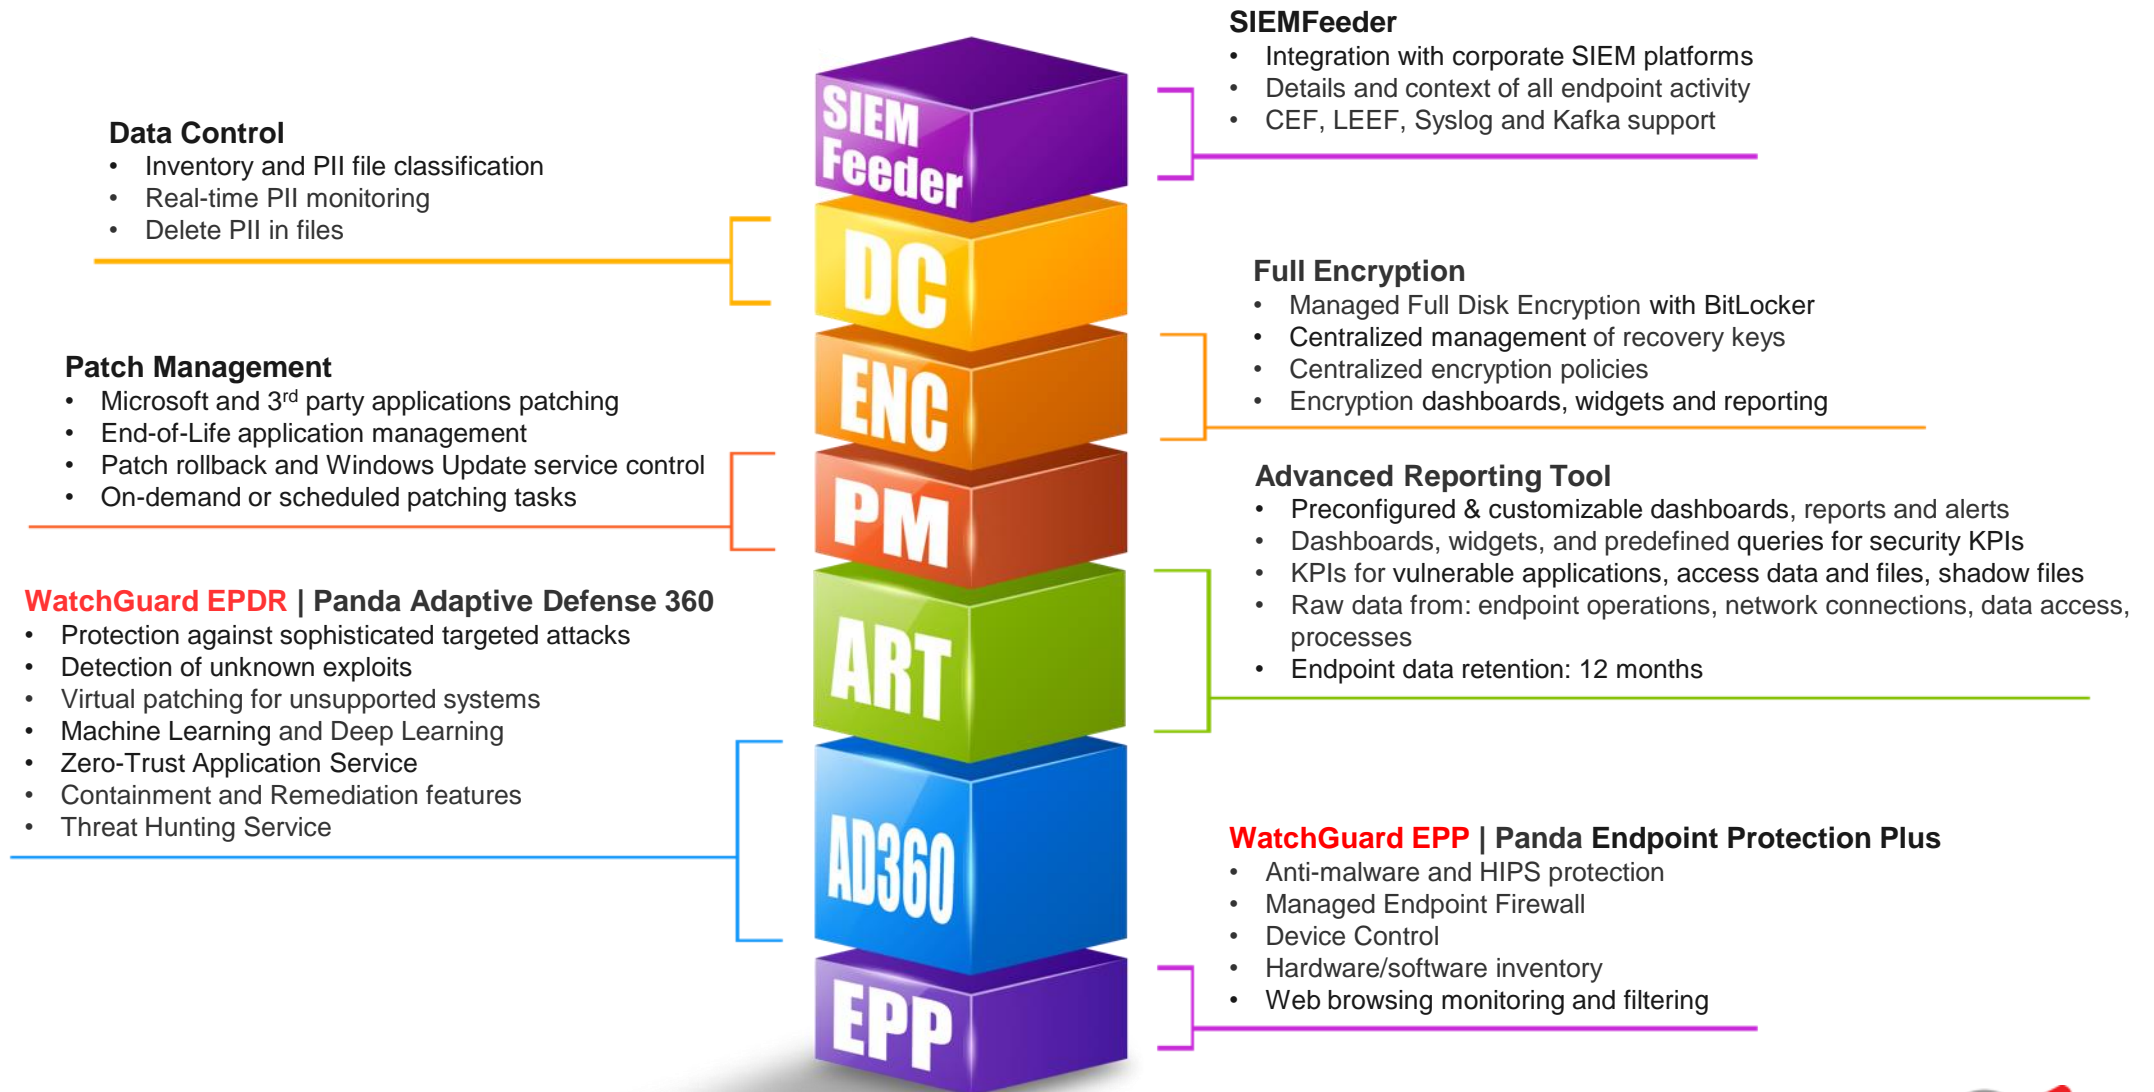 SIEMFeeder
• Integration with corporate SIEM platforms
• Details and context of all endpoint activity
• CEF, LEEF, Syslog and Kafka support
Data Control
• Inventory and PII file classification
• Real-time PII monitoring
• Delete PII in files
Full Encryption
• Managed Full Disk Encryption with BitLocker
• Centralized management of recovery keys
• Centralized encryption policies
• Encryption dashboards, widgets and reporting
Patch Management
• Microsoft and 3rd party applications patching
• End-of-Life application management
• Patch rollback and Windows Update service control
• On-demand or scheduled patching tasks
Advanced Reporting Tool
• Preconfigured & customizable dashboards, reports and alerts
• Dashboards, widgets, and predefined queries for security KPIs
• KPIs for vulnerable applications, access data and files, shadow files
• Raw data from: endpoint operations, network connections, data access,
processes
• Endpoint data retention: 12 months
WatchGuard EPDR | Panda Adaptive Defense 360
• Protection against sophisticated targeted attacks
• Detection of unknown exploits
• Virtual patching for unsupported systems
• Machine Learning and Deep Learning
• Zero-Trust Application Service
• Containment and Remediation features
• Threat Hunting Service
WatchGuard EPP | Panda Endpoint Protection Plus
• Anti-malware and HIPS protection
• Managed Endpoint Firewall
• Device Control
• Hardware/software inventory
• Web browsing monitoring and filtering
SIEM
Feeder
DC
ENC
PM
ART
AD360
EPP